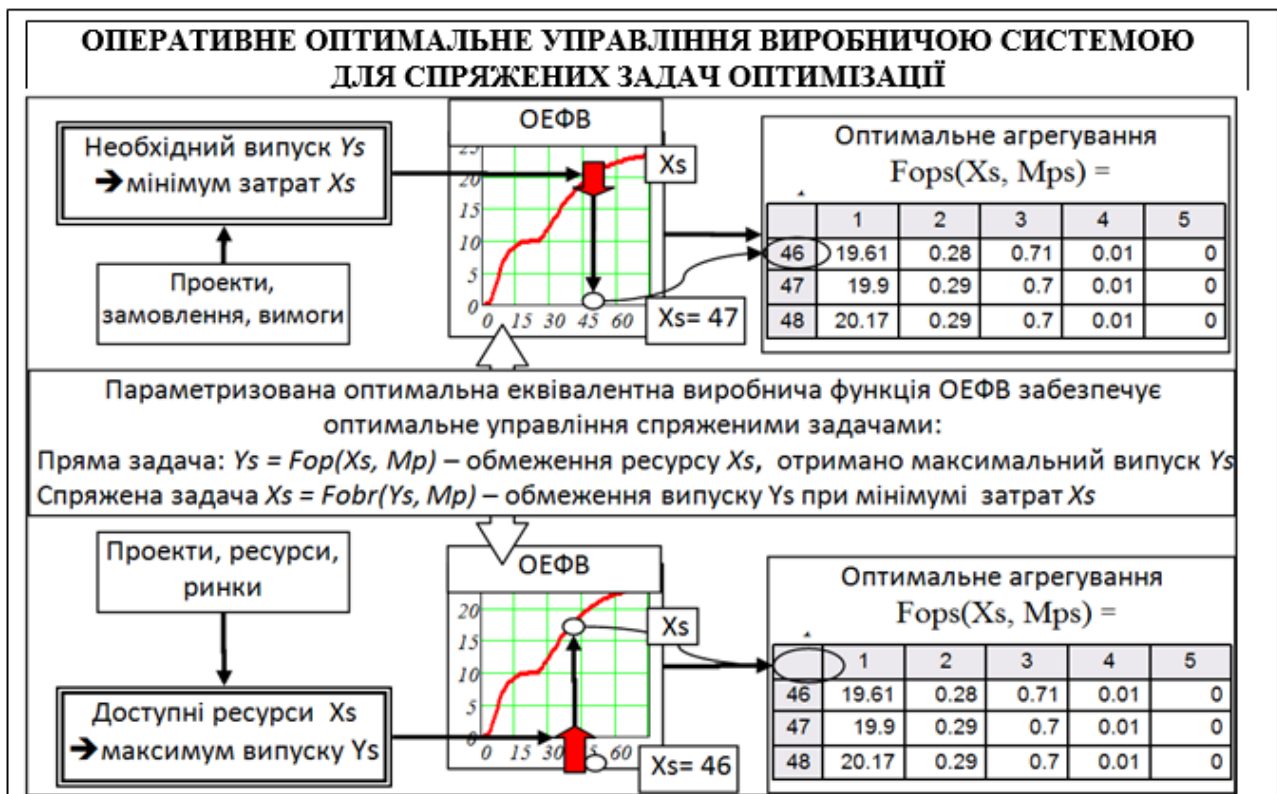 ОПЕРАТИВНЕ ОПТИМАЛЬНЕ УПРАВЛІННЯ ВИРОБНИЧОЮ СИСТЕМОЮ
ДЛЯ СПРЯЖЕНИХ ЗАДАЧ ОПТИМІЗАЦІЇ
Необхідний випуск Ys
➔мінімум затрат Xs
Проекти,
замовлення, вимоги
ОЕФВ
25
20
15
10
5
0
0 15 30 45 60
Xs
Xs= 47
Оптимальне агрегування
Fops(Xs, Mps) =
1 2 3 4 5
46 19.61 0.28 0.71 0.01 0
47 19.9 0.29 0.7 0.01 0
48 20.17 0.29 0.7 0.01 0
Параметризована оптимальна еквівалентна виробнича функція ОЕФВ забезпечує
оптимальне управління спряженими задачами:
Пряма задача: Ys = Fop(Xs, Mp) – обмеження ресурсу Xs, отримано максимальний випуск Ys
Спряжена задача Xs = Fobr(Ys, Mp) – обмеження випуску Ys при мінімумі затрат Xs
Проекти, ресурси,
ринки
Доступні ресурси Xs
➔максимум випуску Ys
ОЕФВ
20
15
10
5
0
0 15 30 45 60
Xs
Xs= 46
Оптимальне агрегування
Fops(Xs, Mps) =
1 2 3 4 5
46 19.61 0.28 0.71 0.01 0
47 19.9 0.29 0.7 0.01 0
48 20.17 0.29 0.7 0.01 0